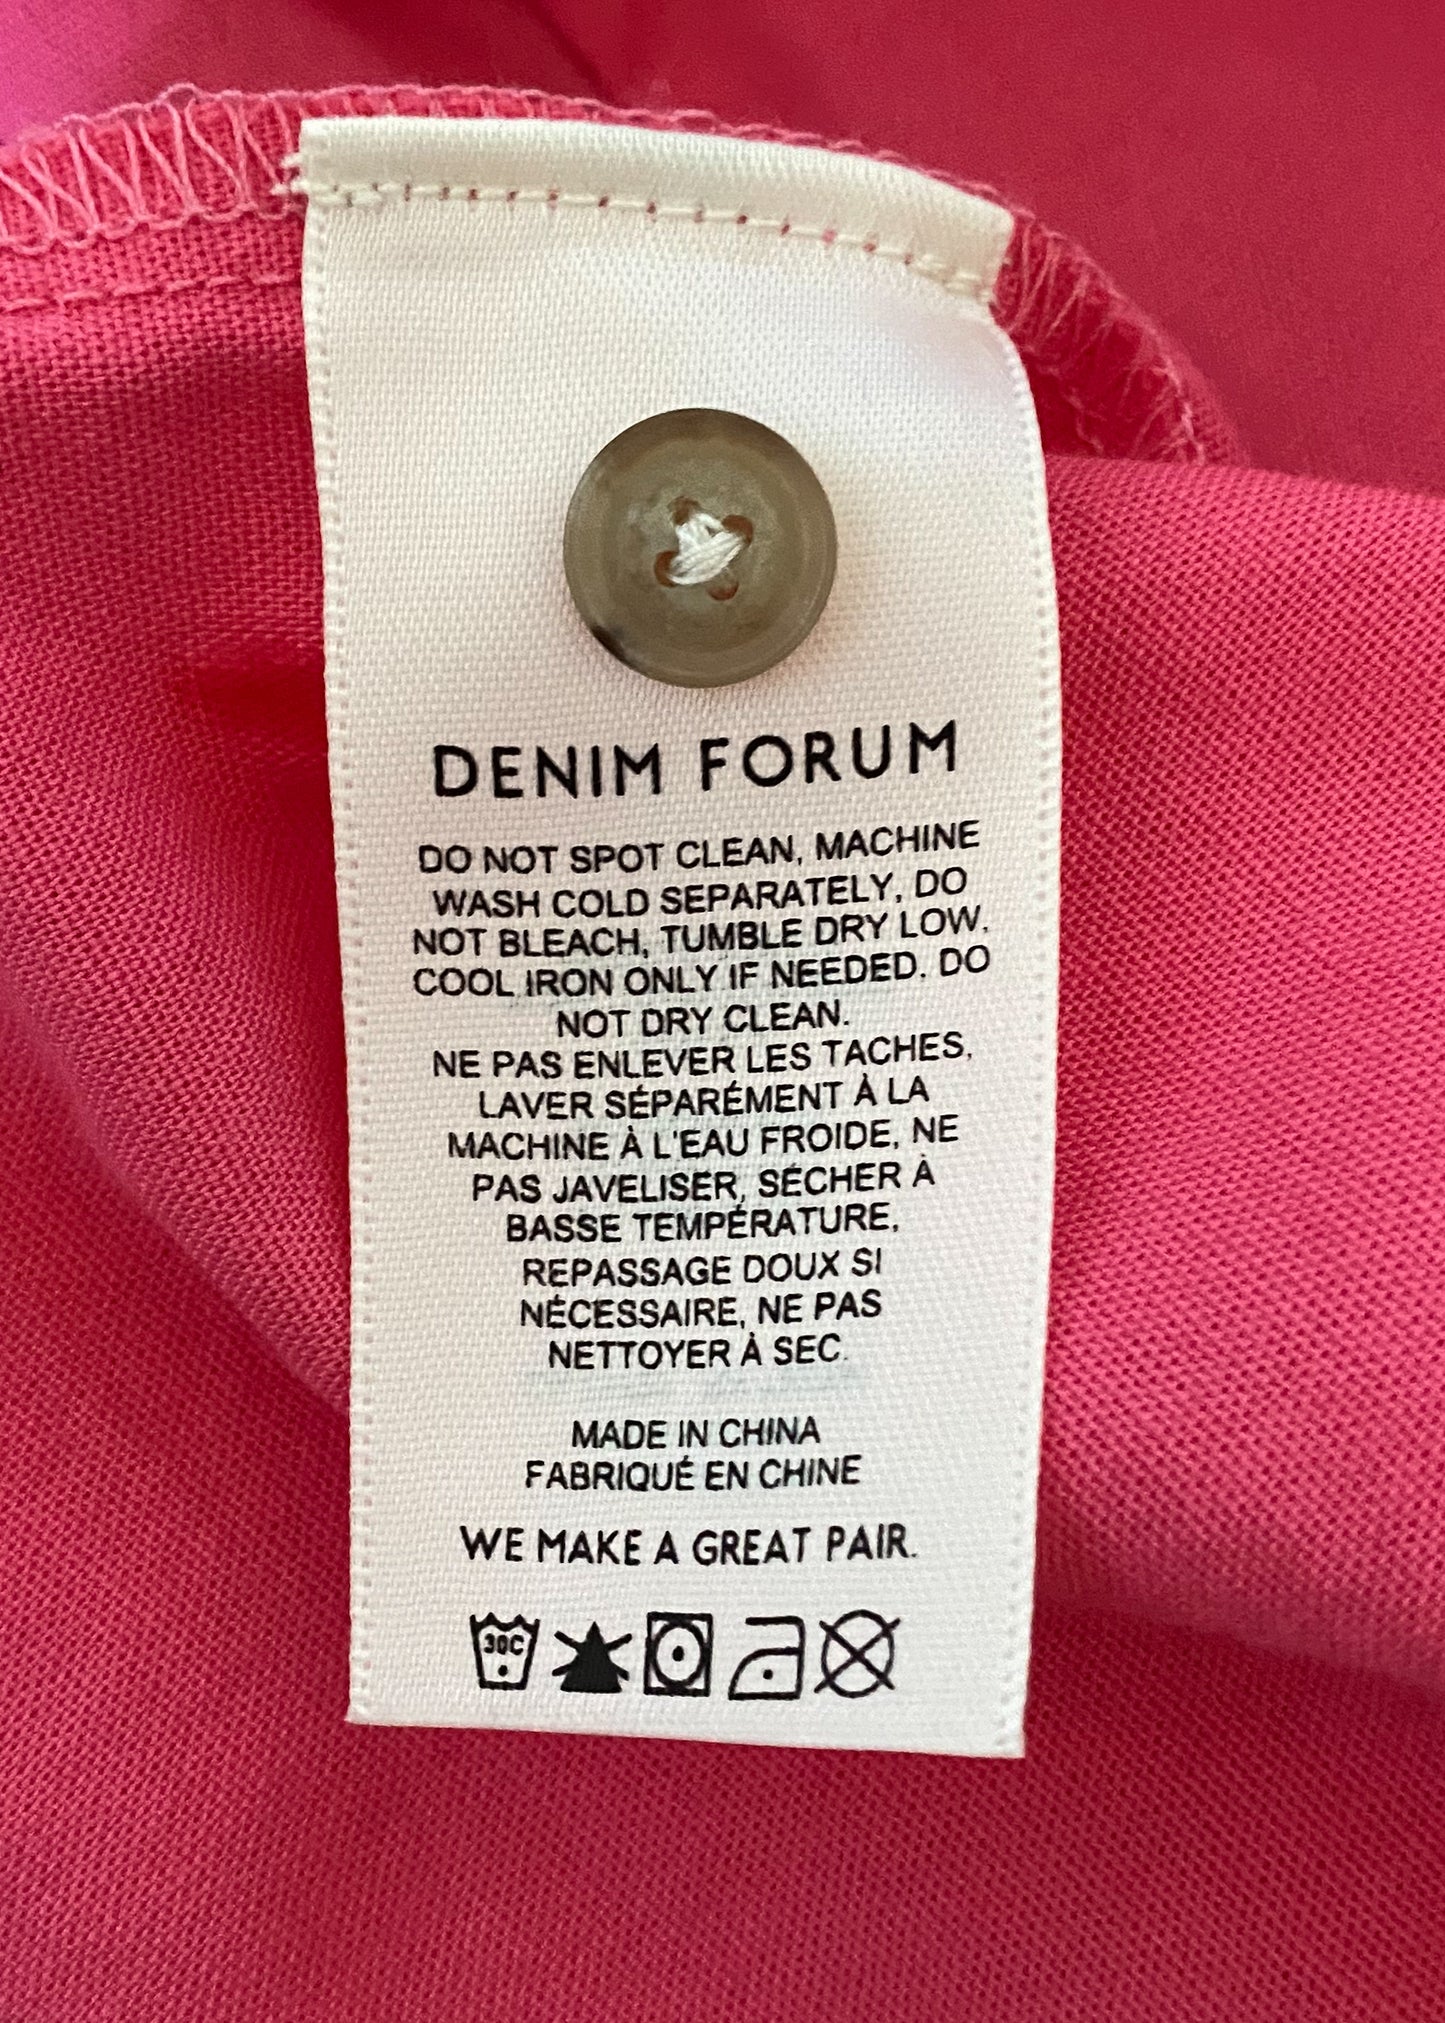 DENIM FORUM
DO NOT SPOT CLEAN, MACHINE
WASH COLD SEPARATELY, DO
NOT BLEACH, TUMBLE DRY LOW.
COOL IRON ONLY IF NEEDED. DO
NOT DRY CLEAN.
NE PAS ENLEVER LES TACHES,
LAVER SÉPARÉMENT À LA
MACHINE À L'EAU FROIDE, NE
PAS JAVELISER, SÉCHER À
BASSE TEMPÉRATURE,
REPASSAGE DOUX SI
NÉCESSAIRE, NE PAS
NETTOYER À SEC.
MADE IN CHINA
FABRIQUÉ EN CHINE
WE MAKE A GREAT PAIR.
30C